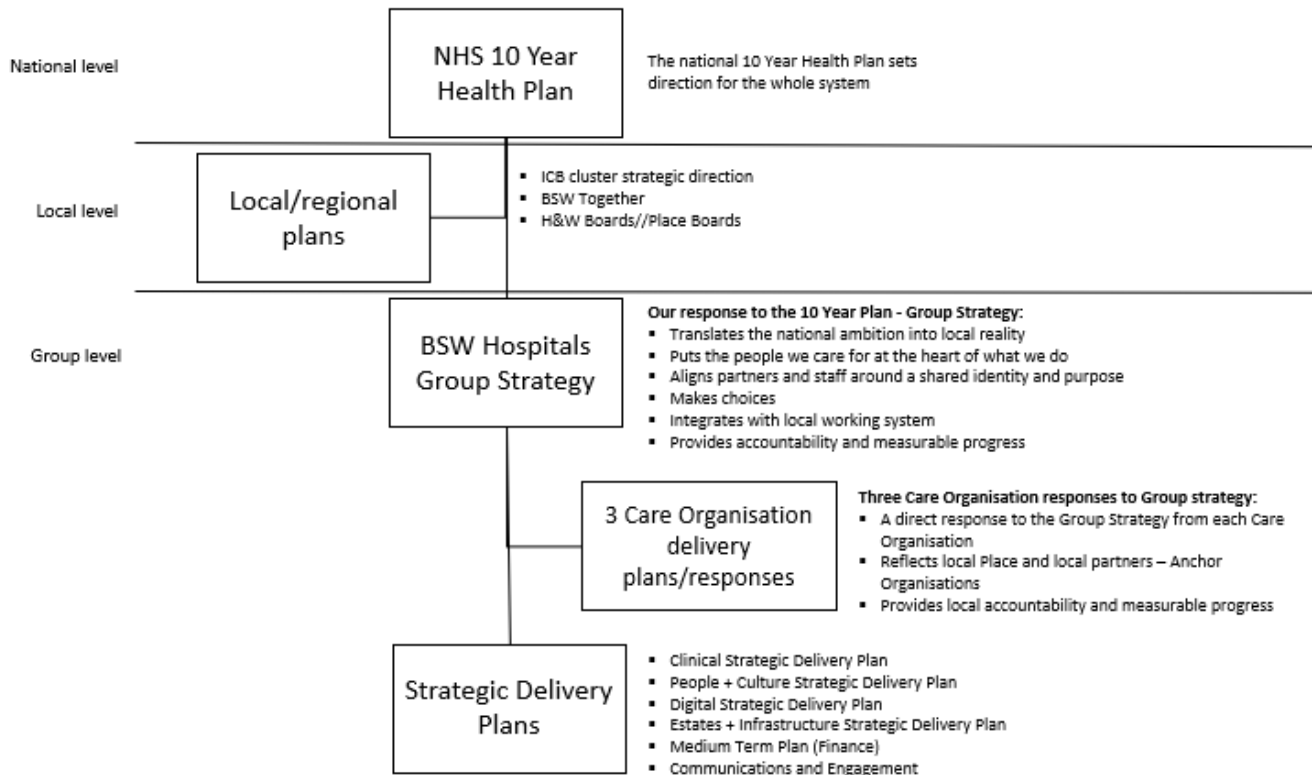 National level
NHS 10 Year
Health Plan
The national 10 Year Health Plan sets
direction for the whole system
Local level
Local/regional
plans
▪ ICB cluster strategic direction
▪ BSW Together
▪ H&W Boards//Place Boards
Group level
BSW Hospitals
Group Strategy
Our response to the 10 Year Plan - Group Strategy:
▪ Translates the national ambition into local reality
▪ Puts the people we care for at the heart of what we do
▪ Aligns partners and staff around a shared identity and purpose
▪ Makes choices
▪ Integrates with local working system
▪ Provides accountability and measurable progress
3 Care Organisation
delivery
plans/responses
Three Care Organisation responses to Group strategy:
▪ A direct response to the Group Strategy from each Care
Organisation
▪ Reflects local Place and local partners – Anchor
Organisations
▪ Provides local accountability and measurable progress
Strategic Delivery
Plans
▪ Clinical Strategic Delivery Plan
▪ People + Culture Strategic Delivery Plan
▪ Digital Strategic Delivery Plan
▪ Estates + Infrastructure Strategic Delivery Plan
▪ Medium Term Plan (Finance)
▪ Communications and Engagement